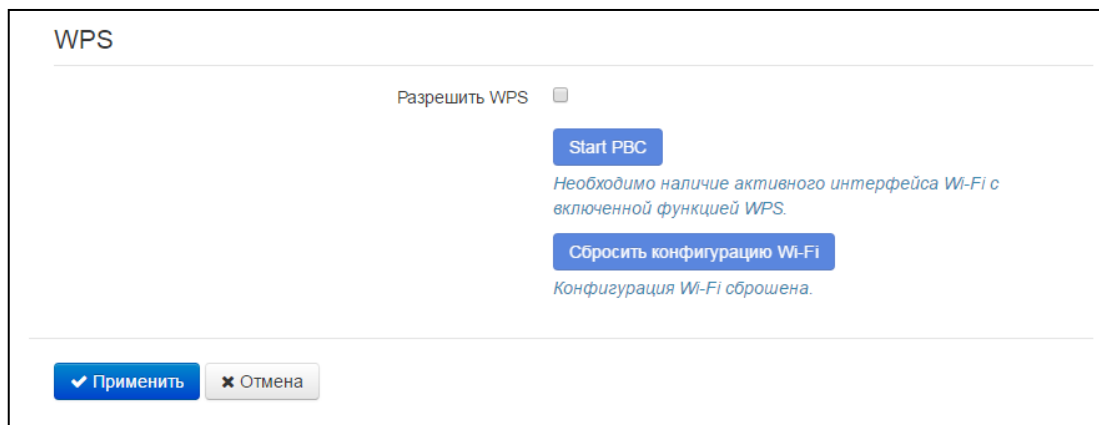 WPS
Разрешить WPS
Start PBC
Необходимо наличие активного интерфейса Wi-Fi с
включенной функцией WPS.
Сбросить конфигурацию Wi-Fi
Конфигурация Wi-Fi сброшена.
Применить
Отмена